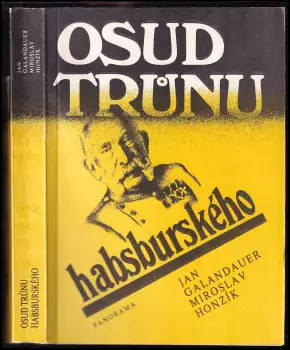 JAN
GALANDAUER
MIROSLAV
HONZÍK
OSUD TRŮNU
HABSBURSKÉHO
OSUD
TRŮNU
habsburského
JAN
GALANDAUER
MIROSLAV
HONZÍK
PANORAMA